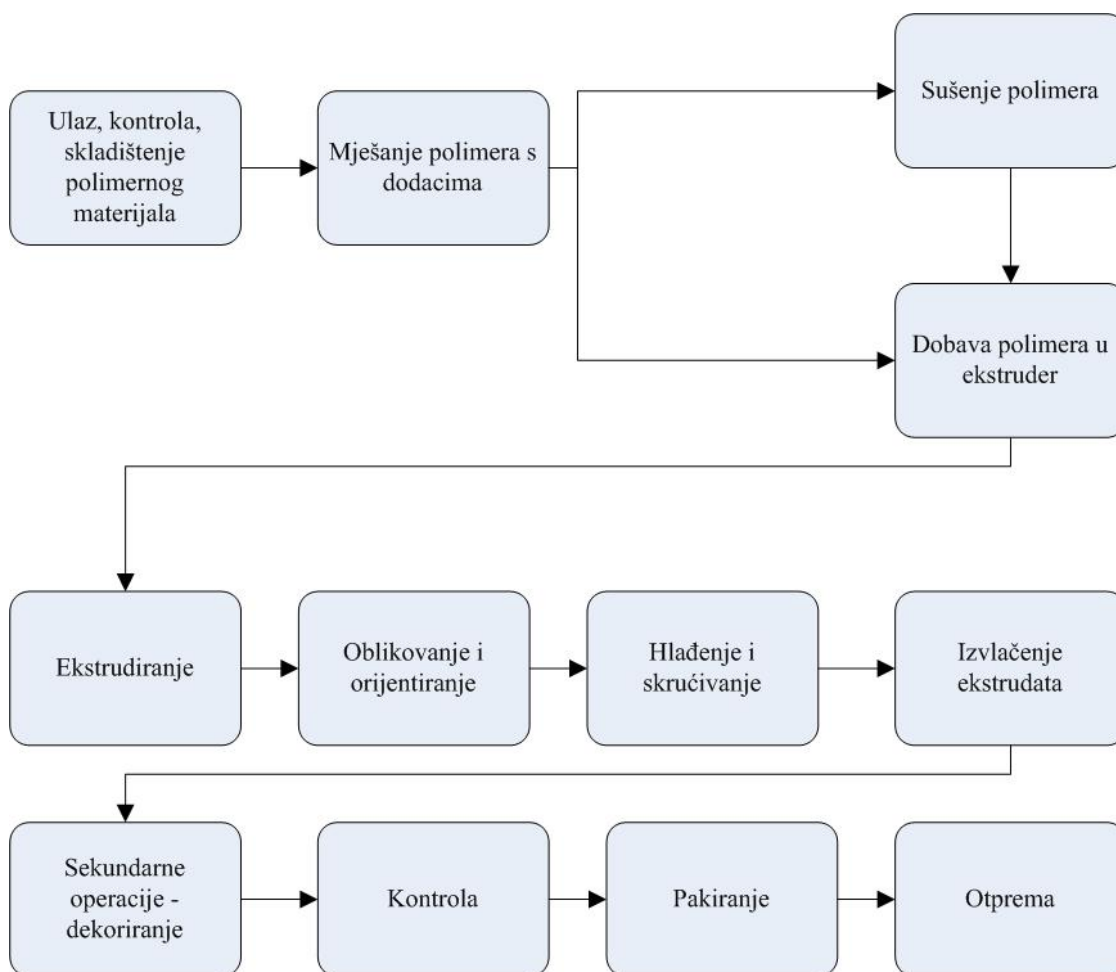 Ulaz, kontrola,
skladištenje
polimernog
materijala
Mješanje polimera s
dodacima
Sušenje polimera
Dobava polimera u
ekstruder
Ekstrudiranje
Oblikovanje i
orijentiranje
Hlađenje i
skrućivanje
Izvlačenje
ekstrudata
Sekundarne
operacije -
dekoriranje
Kontrola
Pakiranje
Otprema